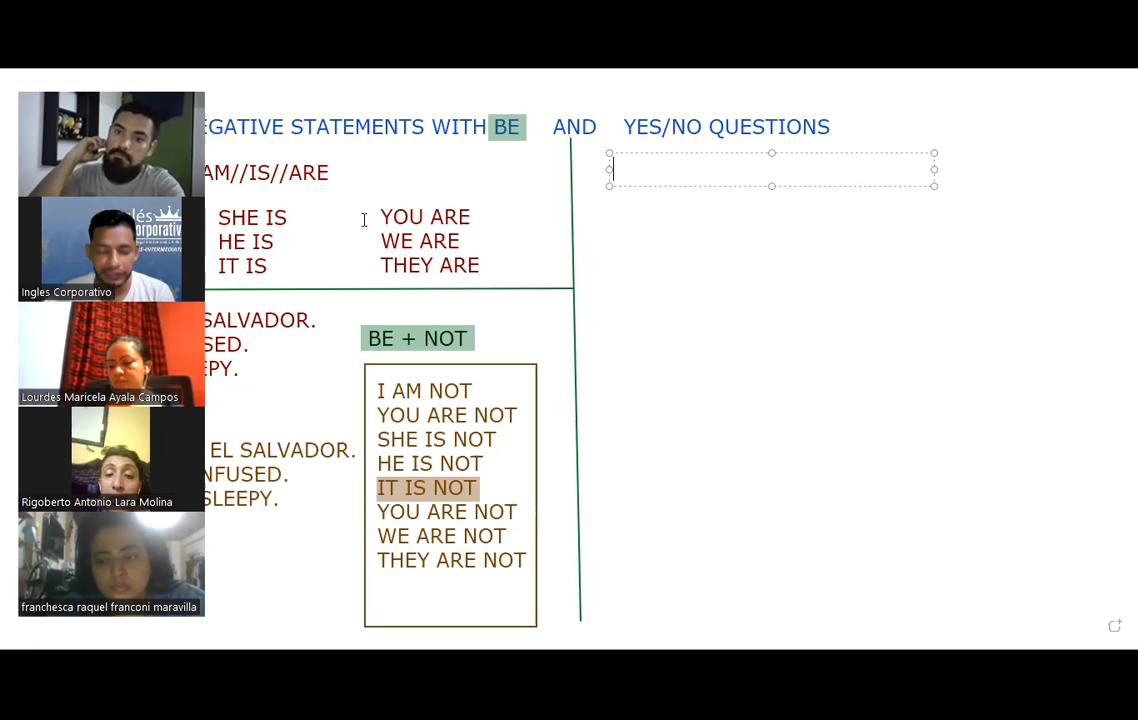 EGATIVE STATEMENTS WITH BE AND YES/NO QUESTIONS
AM//IS//ARE
SHE IS
HE IS
IT IS
YOU ARE
WE ARE
THEY ARE
SALVADOR.
SED.
EPY.
EL SALVADOR.
NFUSED.
SLEEPY.
BE + NOT
I AM NOT
YOU ARE NOT
SHE IS NOT
HE IS NOT
IT IS NOT
YOU ARE NOT
WE ARE NOT
THEY ARE NOT
Ingles Corporativo
Lourdes Maricela Ayala Campos
Rigoberto Antonio Lara Molina
franchesca raquel franconi maravilla